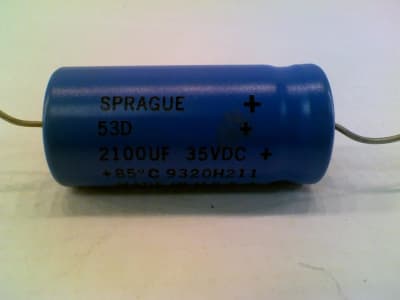 SPRAGUE +
53D +
2100UF 35VDC +
+85°C 9320H211